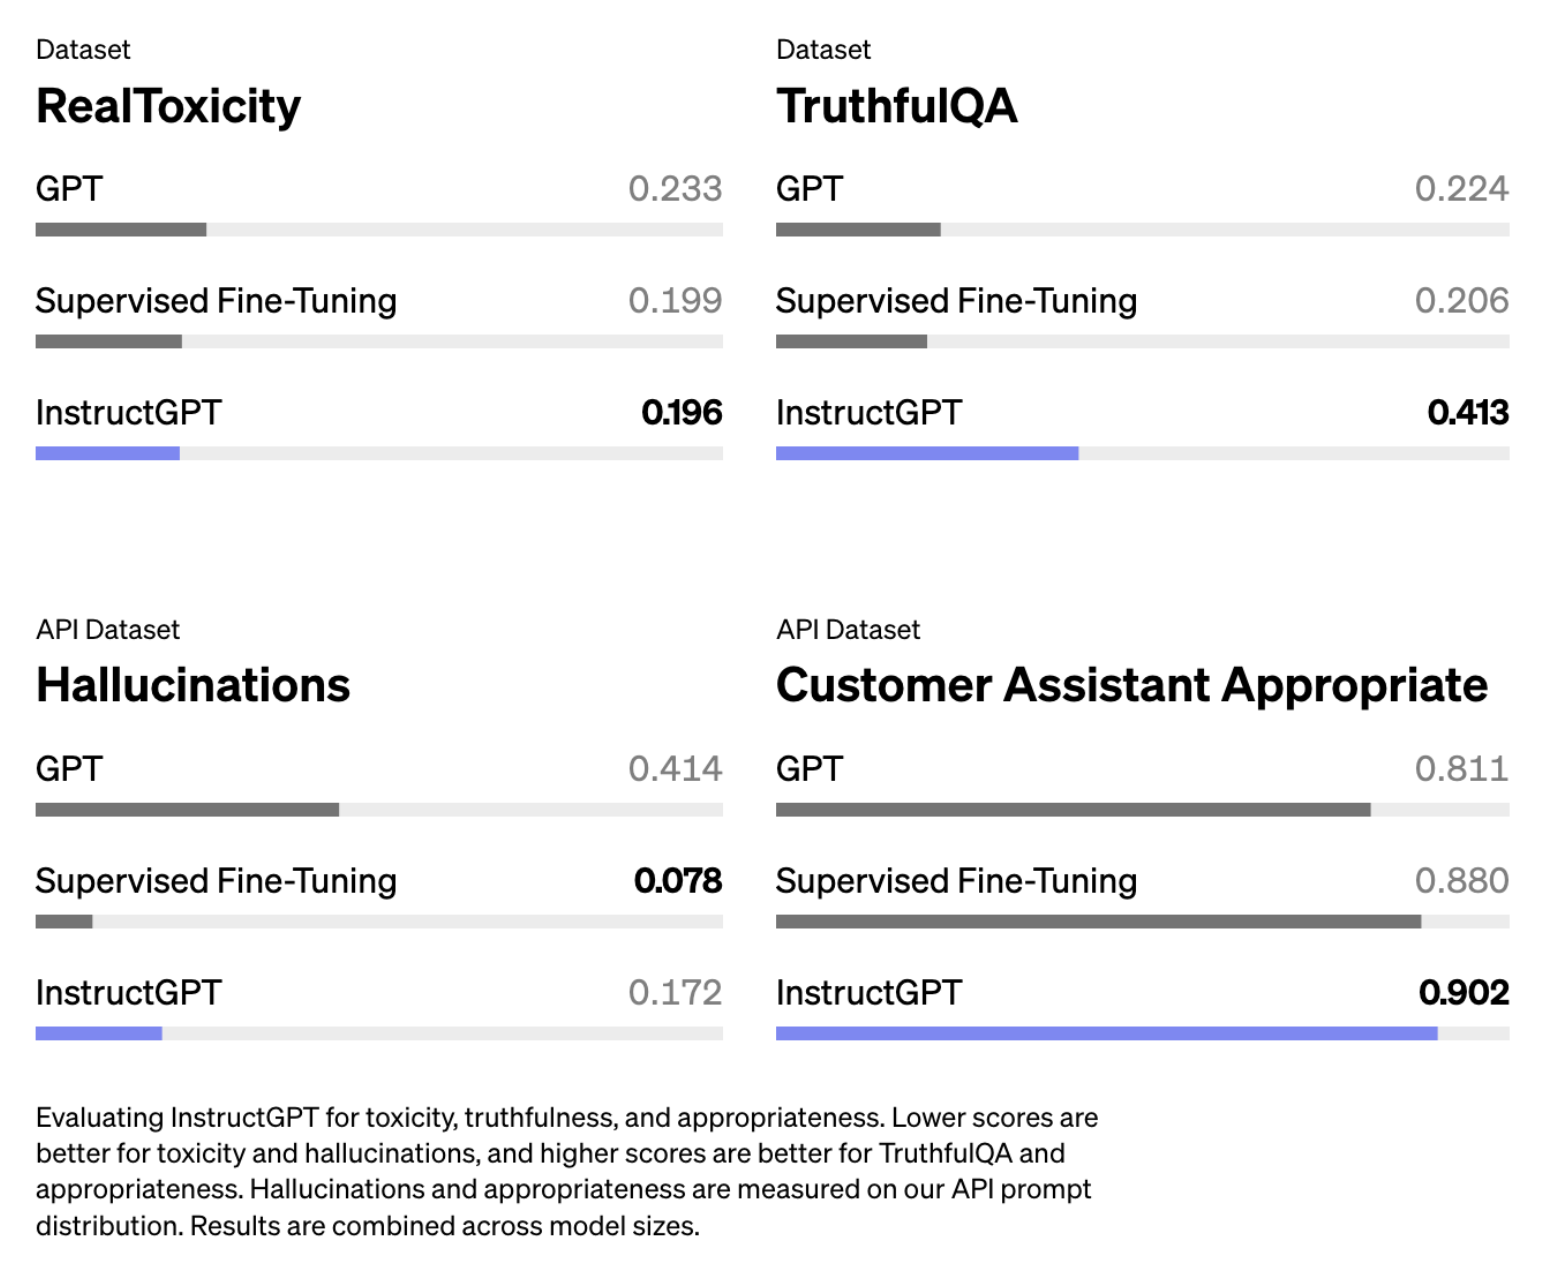 Dataset
RealToxicity
GPT 0.233
Supervised Fine-Tuning 0.199
InstructGPT 0.196
Dataset
TruthfulQA
GPT 0.224
Supervised Fine-Tuning 0.206
InstructGPT 0.413
API Dataset
Hallucinations
GPT 0.414
Supervised Fine-Tuning 0.078
InstructGPT 0.172
API Dataset
Customer Assistant Appropriate
GPT 0.811
Supervised Fine-Tuning 0.880
InstructGPT 0.902
Evaluating InstructGPT for toxicity, truthfulness, and appropriateness. Lower scores are
better for toxicity and hallucinations, and higher scores are better for TruthfulQA and
appropriateness. Hallucinations and appropriateness are measured on our API prompt
distribution. Results are combined across model sizes.